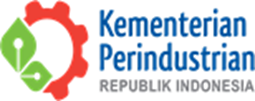 Kementerian
Perindustrian
REPUBLIK INDONESIA